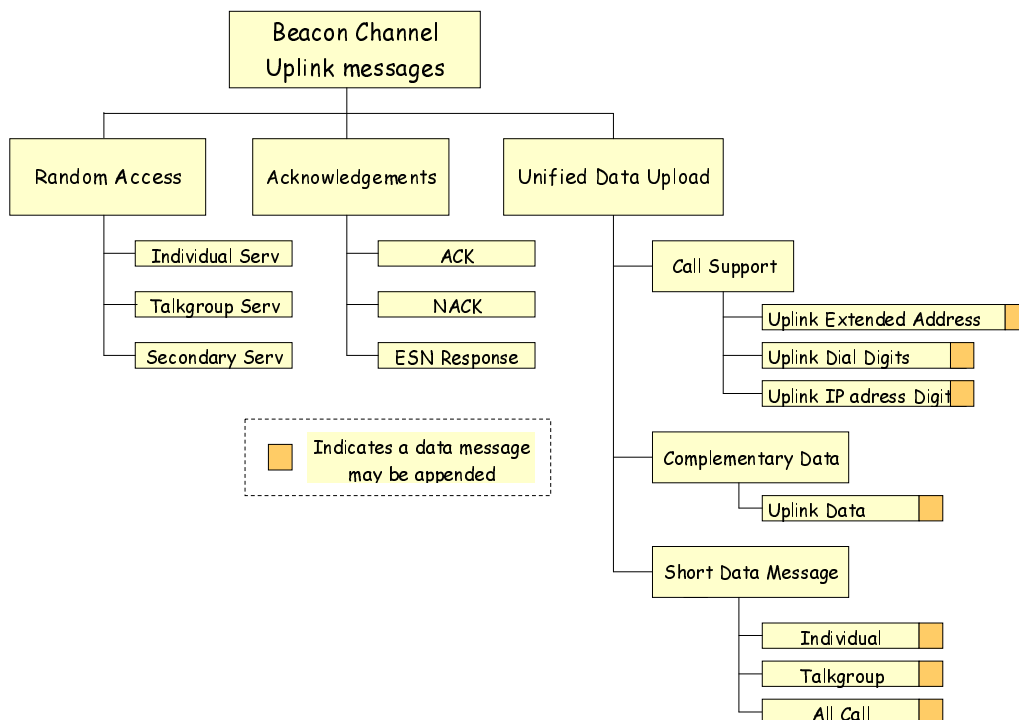 Beacon Channel
Uplink messages
Random Access
Acknowledgements
Unified Data Upload
Individual Serv
Talkgroup Serv
Secondary Serv
ACK
NACK
ESN Response
Call Support
Uplink Extended Address
Uplink Dial Digits
Uplink IP adress Digit
Indicates a data message
may be appended
Complementary Data
Uplink Data
Short Data Message
Individual
Talkgroup
All Call